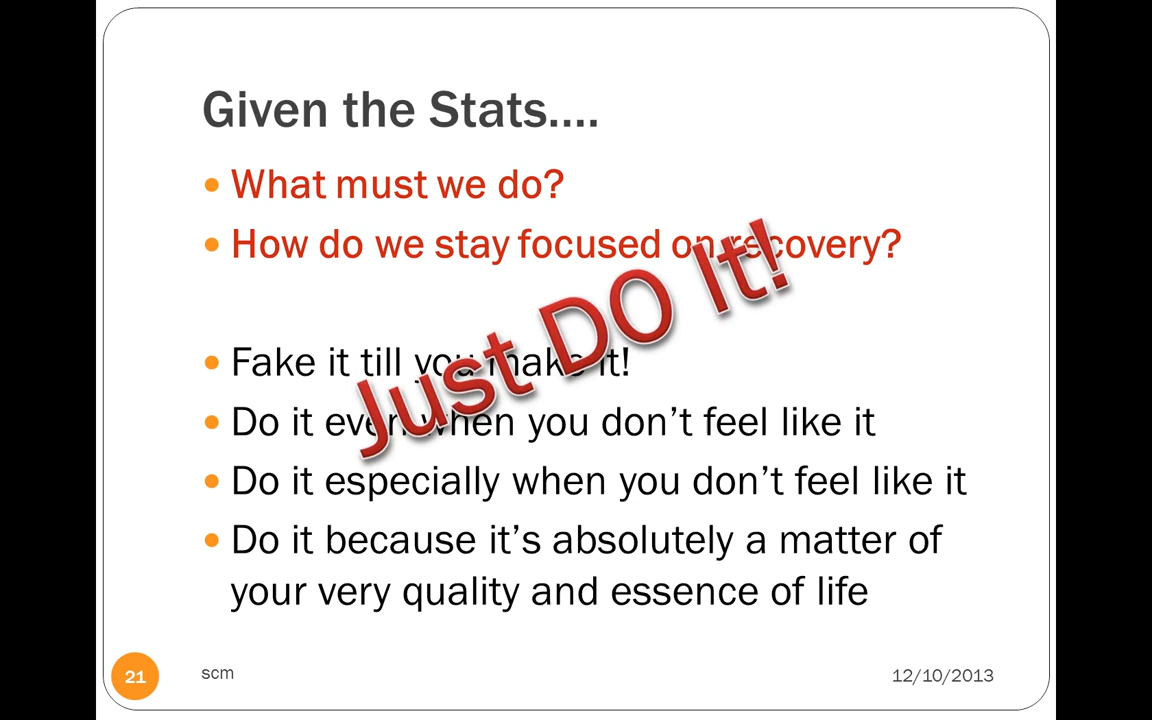 Given the Stats....
What must we do?
How do we stay focused on recovery?
Just DO It!
Fake it till you make it!
Do it even when you don’t feel like it
Do it especially when you don’t feel like it
Do it because it’s absolutely a matter of
your very quality and essence of life
21
scm
12/10/2013